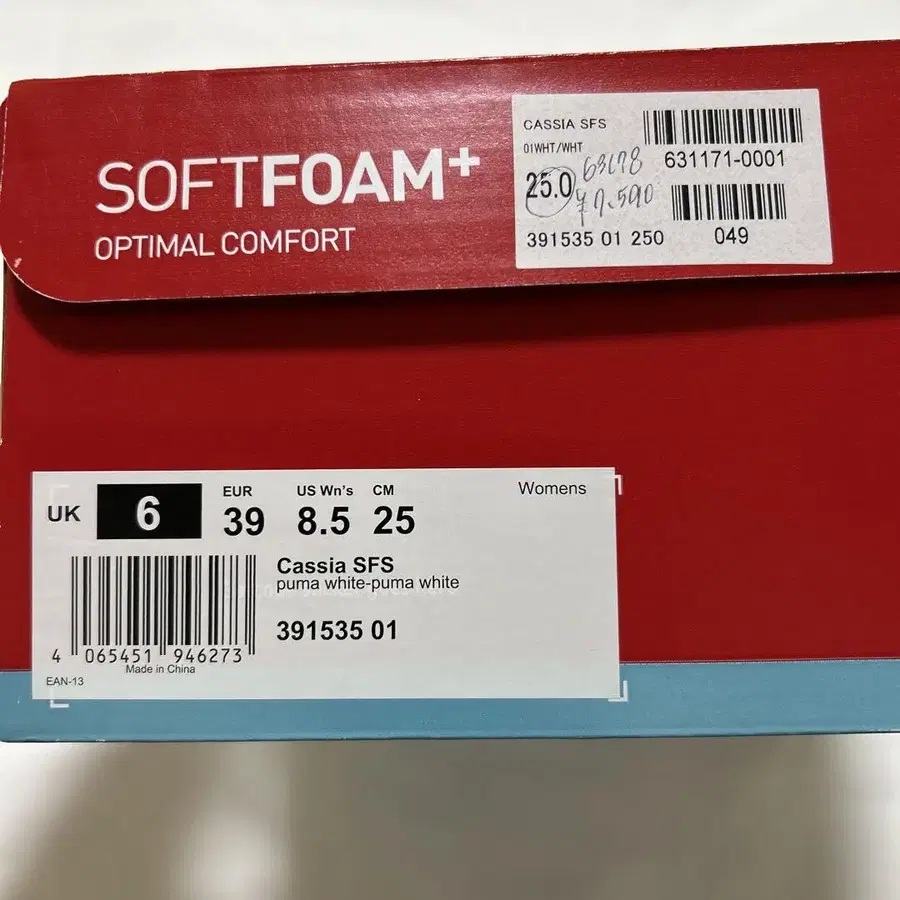 SOFTFOAM+
OPTIMAL COMFORT
CASSIA SFS
01WHT/WHT
631171-0001
25.0
¥7.590
391535 01 250
049
UK 6
EUR 39
US Wn's 8.5
CM 25
Womens
Cassia SFS
puma white-puma white
391535 01
4 065451 946273
Made in China
EAN-13